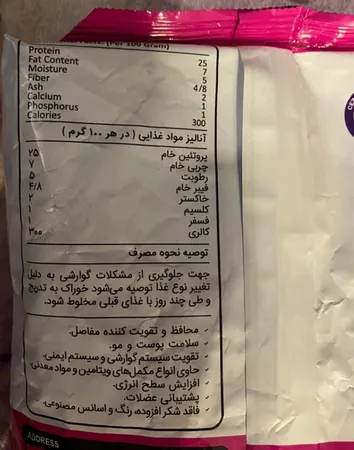 (Per 100 Gram)
Protein
Fat Content 25
Moisture 7
Fiber 5
Ash 4/8
Calcium 2
Phosphorus 1
Calories 1
300
آنالیز مواد غذایی ( در هر ۱۰۰ گرم )
پروتئین خام ۲۵
چربی خام ۷
رطوبت ۵
فیبر خام ۴/۸
خاکستر ۲
کلسیم ۱
فسفر ۱
کالری ۳۰۰
توصیه نحوه مصرف
جهت جلوگیری از مشکلات گوارشی به دلیل
تغییر نوع غذا توصیه می‌شود خوراک به تدریج
و طی چند روز با غذای قبلی مخلوط شود.
محافظ و تقویت کننده مفاصل.
سلامت پوست و مو.
تقویت سیستم گوارشی و سیستم ایمنی.
حاوی انواع مکمل‌های ویتامین و مواد معدنی.
افزایش سطح انرژی.
پشتیبانی عضلات.
فاقد شکر افزوده، رنگ و اسانس مصنوعی.
ADDRESS